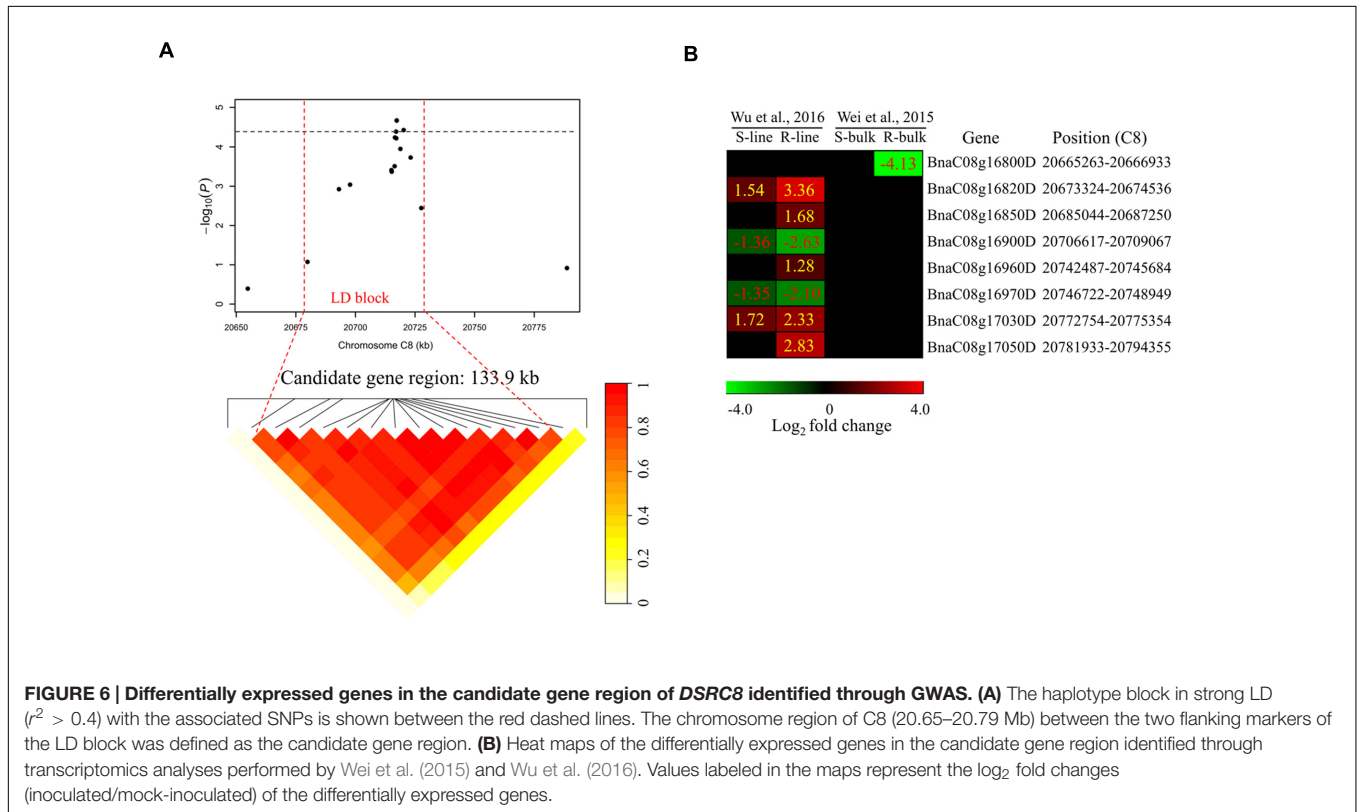 A
B
5
4
3
2
1
0
−log10(P)
LD block
20650 20675 20700 20725 20750 20775
Chromosome C8 (kb)
Candidate gene region: 133.9 kb
1
0.8
0.6
0.4
0.2
0
Wu et al., 2016 Wei et al., 2015
S-line R-line S-bulk R-bulk Gene Position (C8)
-4.13 BnaC08g16800D 20665263-20666933
1.54 3.36 BnaC08g16820D 20673324-20674536
1.68 BnaC08g16850D 20685044-20687250
-1.36 -2.63 BnaC08g16900D 20706617-20709067
1.28 BnaC08g16960D 20742487-20745684
-1.35 -2.10 BnaC08g16970D 20746722-20748949
1.72 2.33 BnaC08g17030D 20772754-20775354
2.83 BnaC08g17050D 20781933-20794355
-4.0 0 4.0
Log2 fold change
FIGURE 6 | Differentially expressed genes in the candidate gene region of DSRC8 identified through GWAS. (A) The haplotype block in strong LD
(r2 > 0.4) with the associated SNPs is shown between the red dashed lines. The chromosome region of C8 (20.65–20.79 Mb) between the two flanking markers of
the LD block was defined as the candidate gene region. (B) Heat maps of the differentially expressed genes in the candidate gene region identified through
transcriptomics analyses performed by Wei et al. (2015) and Wu et al. (2016). Values labeled in the maps represent the log2 fold changes
(inoculated/mock-inoculated) of the differentially expressed genes.